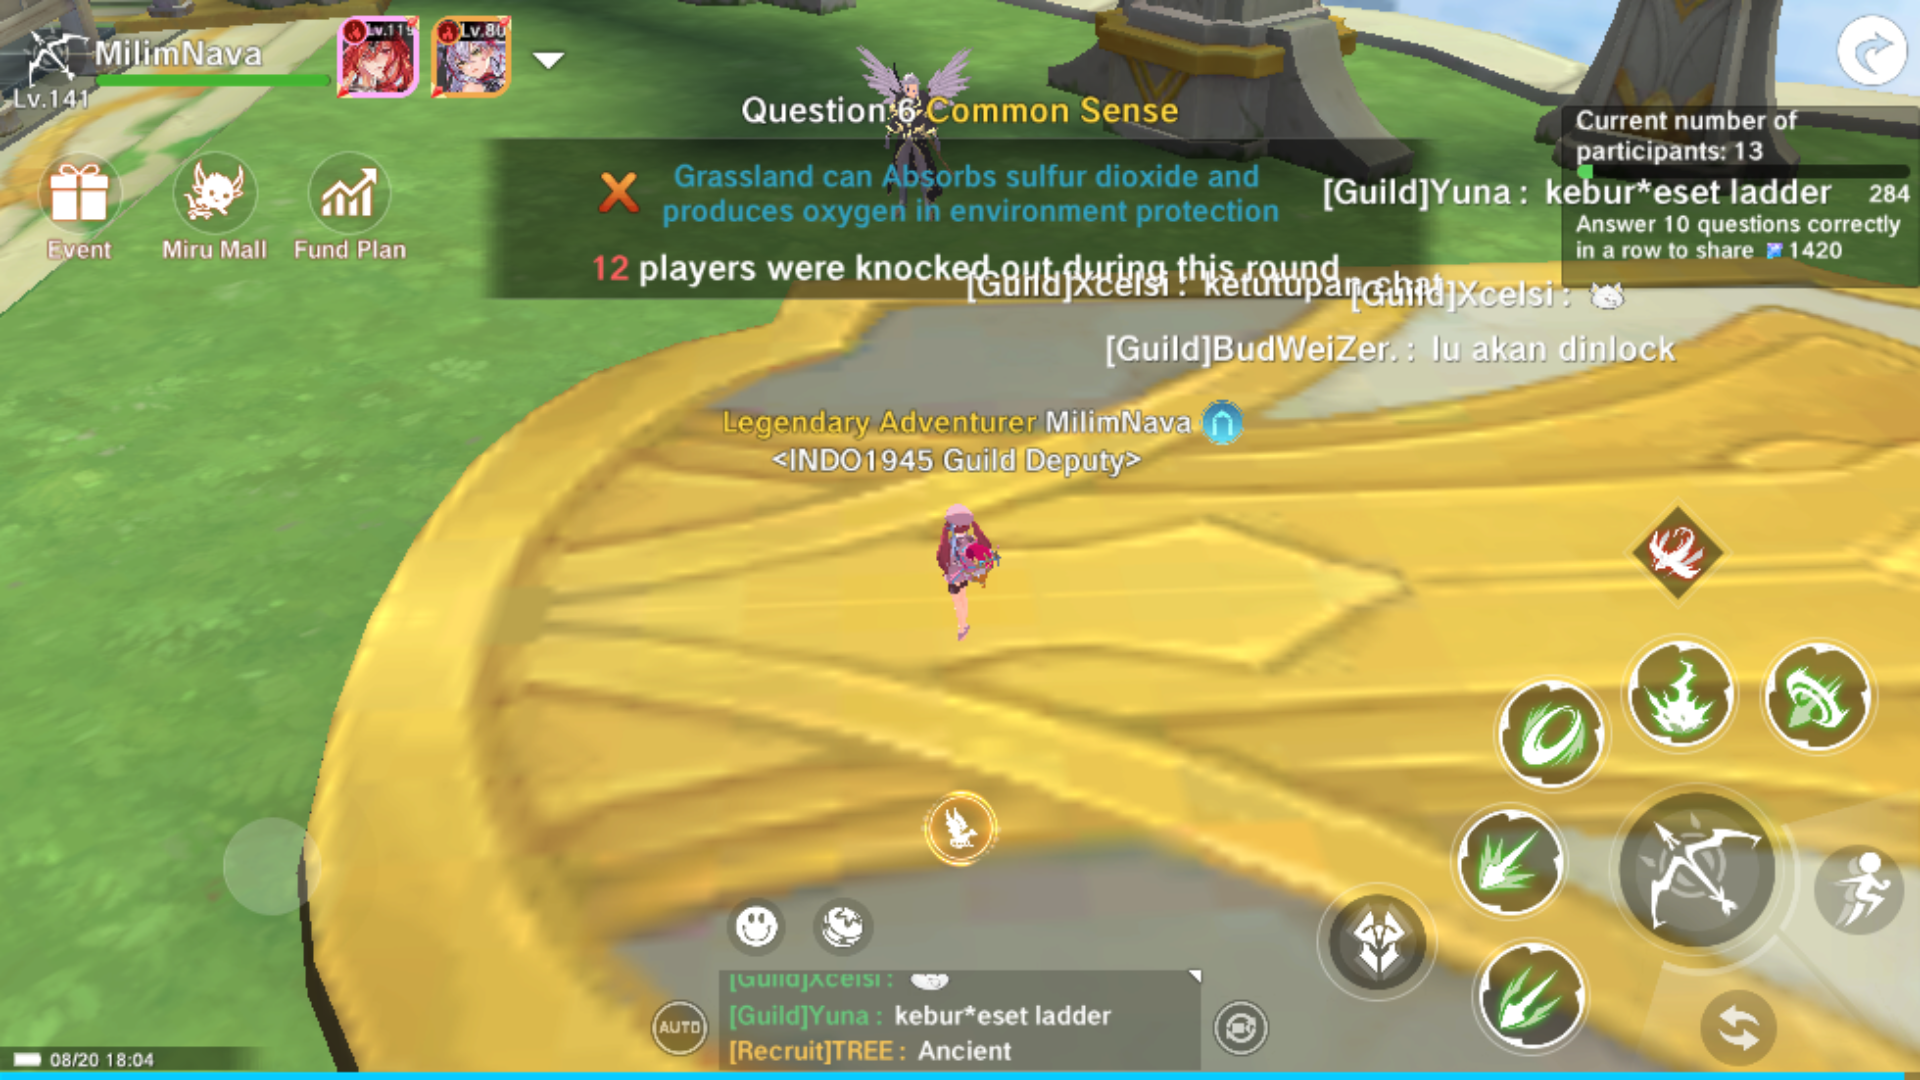 MilimNava
Lv.141
Lv.119
Lv.80
Event
Miru Mall
Fund Plan
Question 6 Common Sense
Grassland can Absorbs sulfur dioxide and
produces oxygen in environment protection
12 players were knocked out during this round
Current number of
participants: 13
[Guild]Yuna : kebur*eset ladder
284
Answer 10 questions correctly
in a row to share 1420
[Guild]Xcelsi : ketutupan chat
[Guild]Xcelsi :
[Guild]BudWeiZer. : lu akan dinlock
Legendary Adventurer MilimNava
<INDO1945 Guild Deputy>
[Guild]Xcelsi :
[Guild]Yuna : kebur*eset ladder
[Recruit]TREE : Ancient
AUTO
08/20 18:04